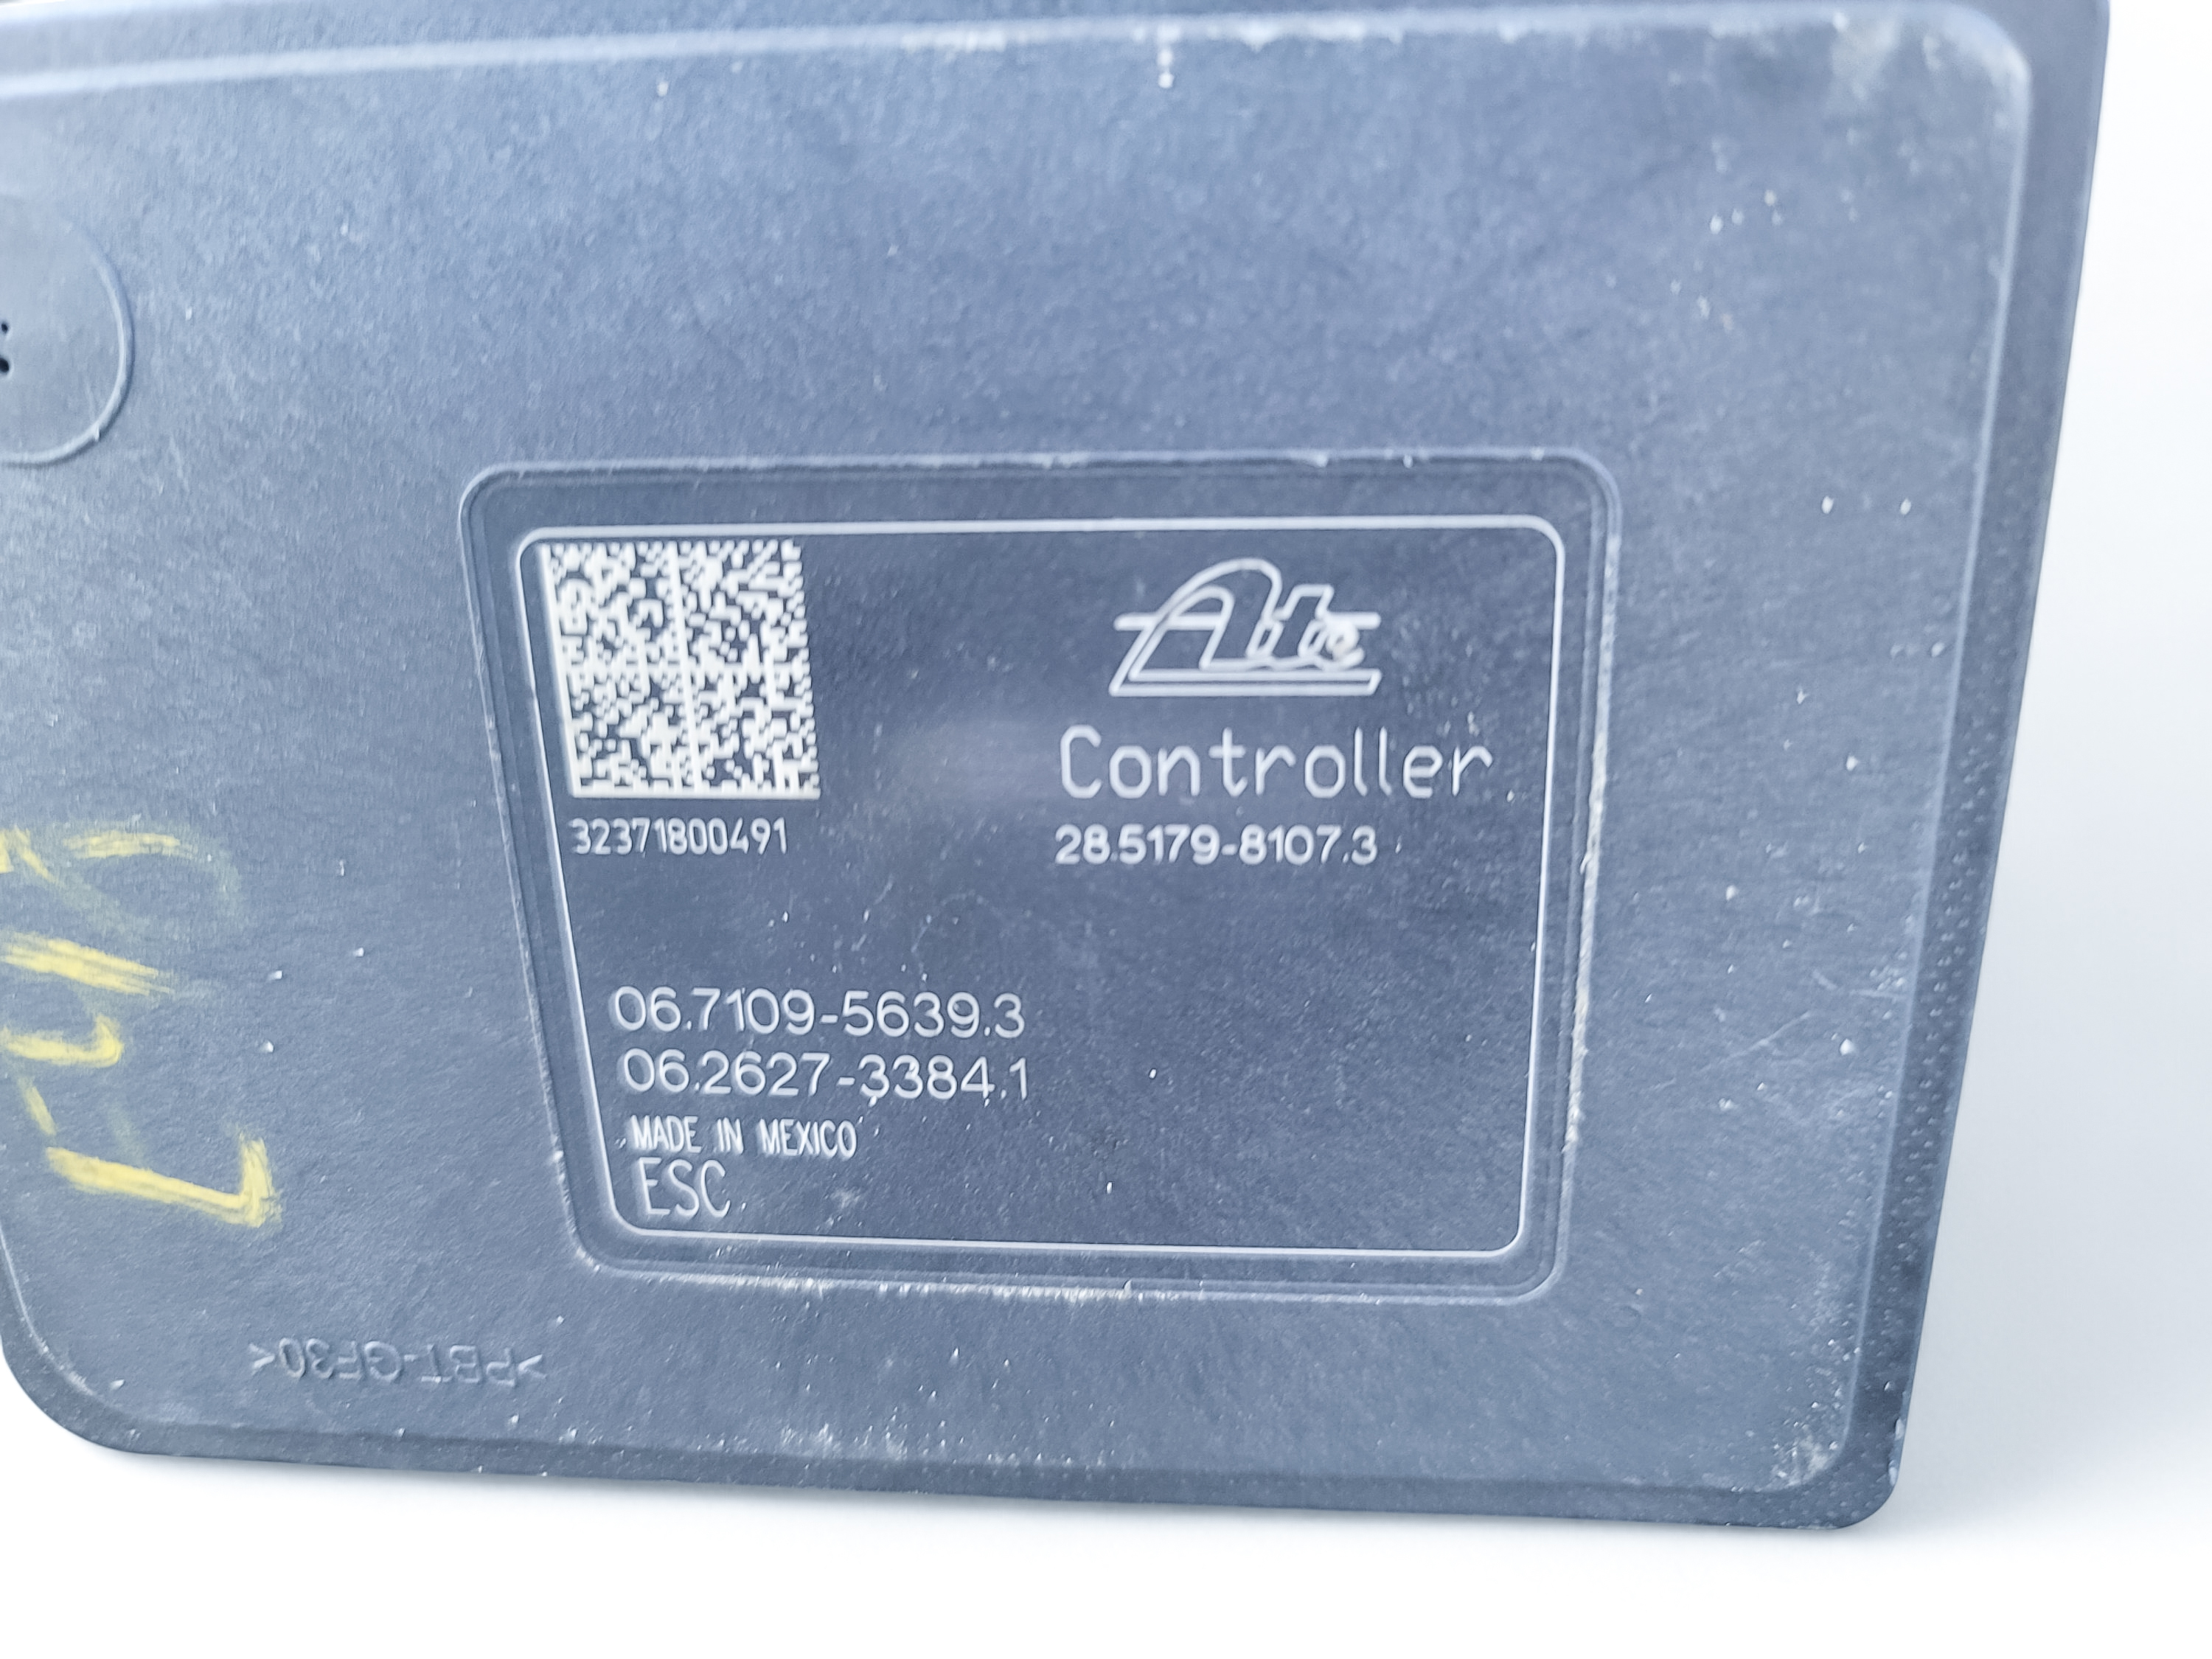 Ate
Controller
32371800491
28.5179-8107.3
06.7109-5639.3
06.2627-3384.1
MADE IN MEXICO
ESC
>PBT-GF30<